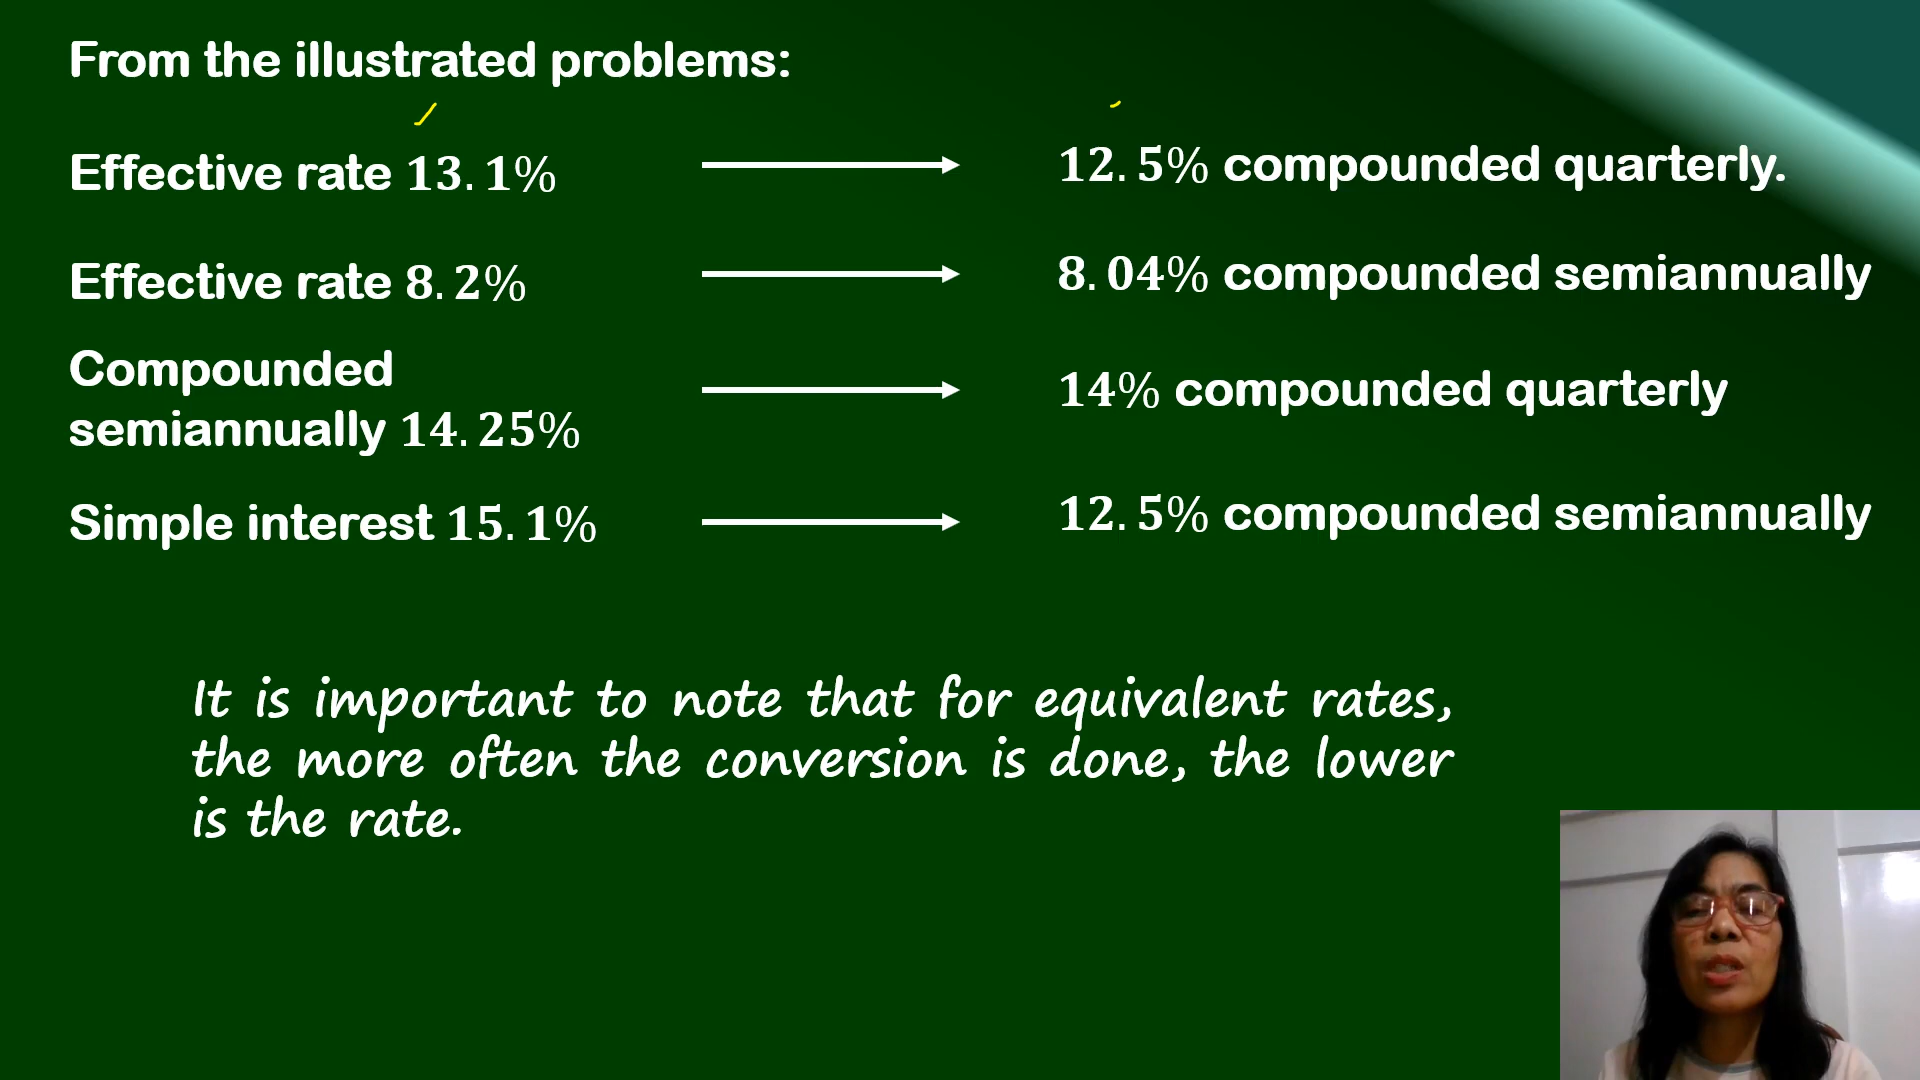 From the illustrated problems:
Effective rate 13.1%
12.5% compounded quarterly.
Effective rate 8.2%
8.04% compounded semiannually
Compounded
semiannually 14.25%
14% compounded quarterly
Simple interest 15.1%
12.5% compounded semiannually
It is important to note that for equivalent rates,
the more often the conversion is done, the lower
is the rate.